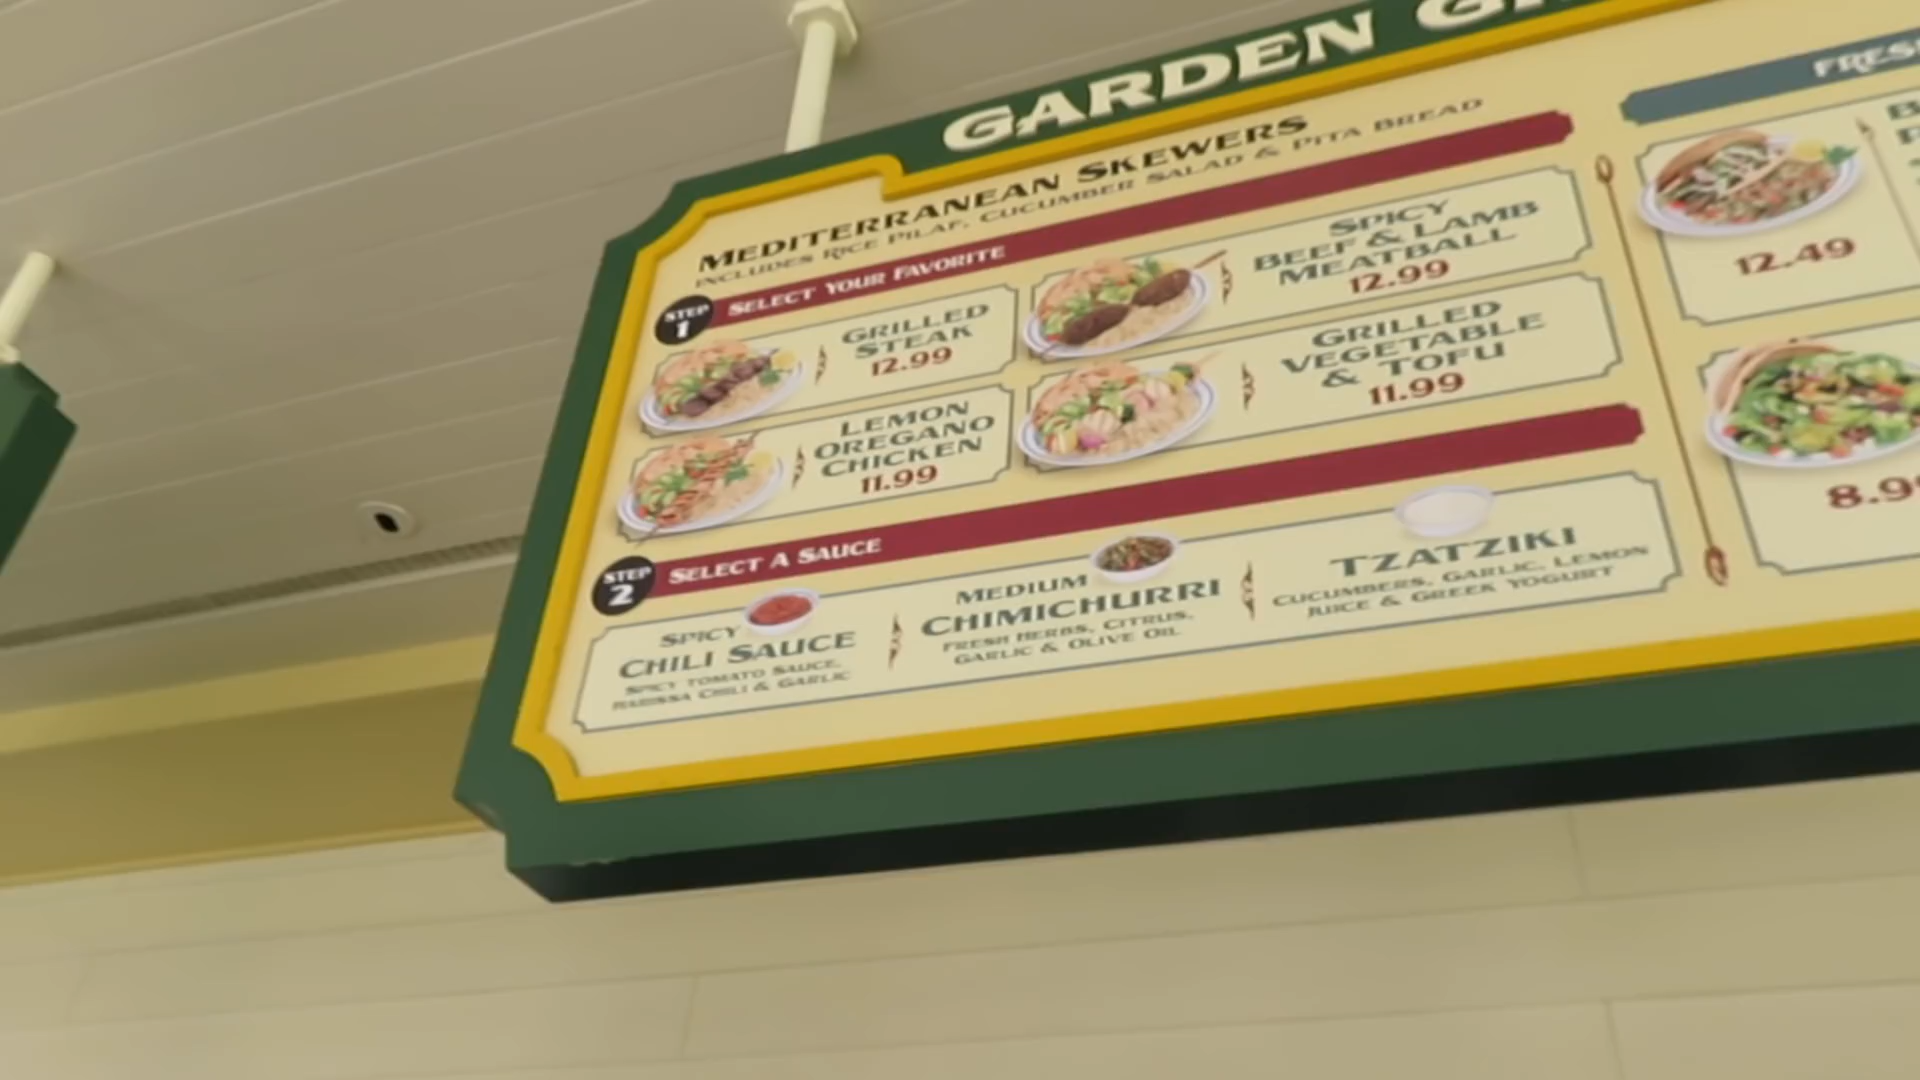 GARDEN
MEDITERRANEAN SKEWERS
INCLUDES RICE PILAF, CUCUMBER SALAD & PITA BREAD
STEP 1
SELECT YOUR FAVORITE
GRILLED
STEAK
12.99
SPICY
BEEF & LAMB
MEATBALL
12.99
LEMON
OREGANO
CHICKEN
11.99
GRILLED
VEGETABLE
& TOFU
11.99
STEP 2
SELECT A SAUCE
SPICY
CHILI SAUCE
SPICY TOMATO SAUCE,
HARISSA CHILI & GARLIC
MEDIUM
CHIMICHURRI
FRESH HERBS, CITRUS,
GARLIC & OLIVE OIL
TZATZIKI
CUCUMBERS, GARLIC, LEMON
JUICE & GREEK YOGURT
12.49